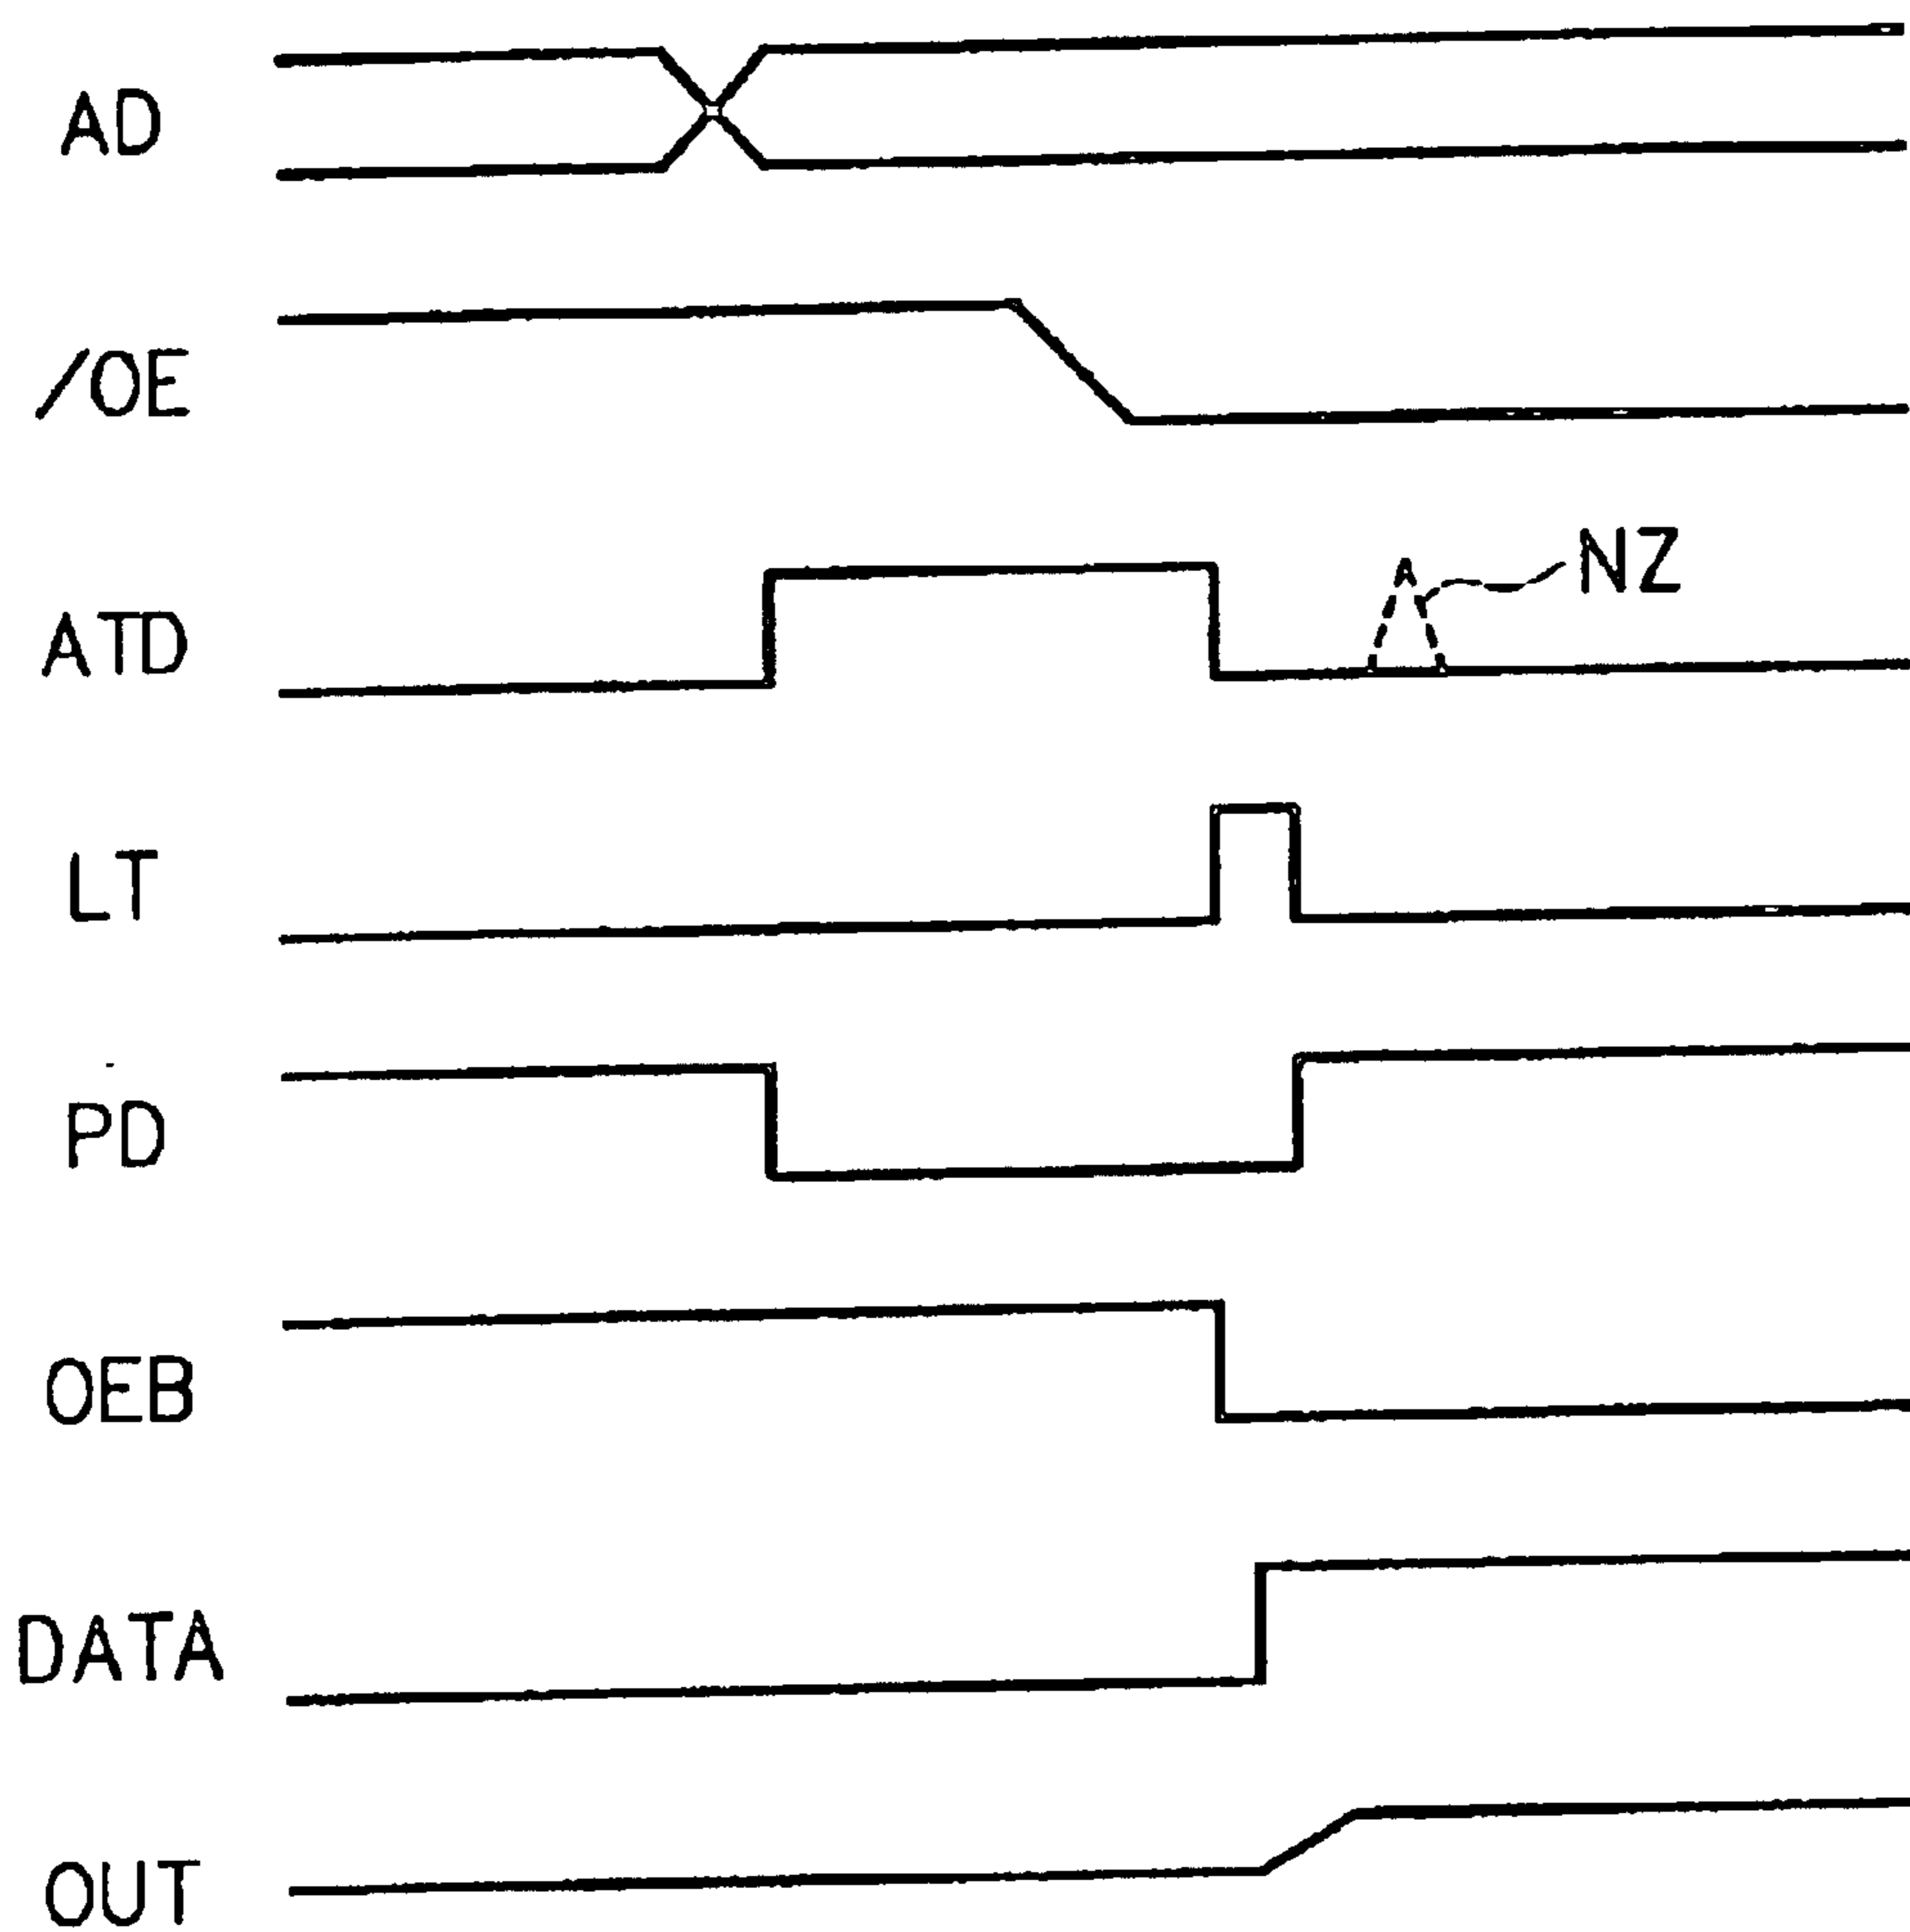 AD
/OE
NZ
ATD
LT
PD
OEB
DATA
OUT